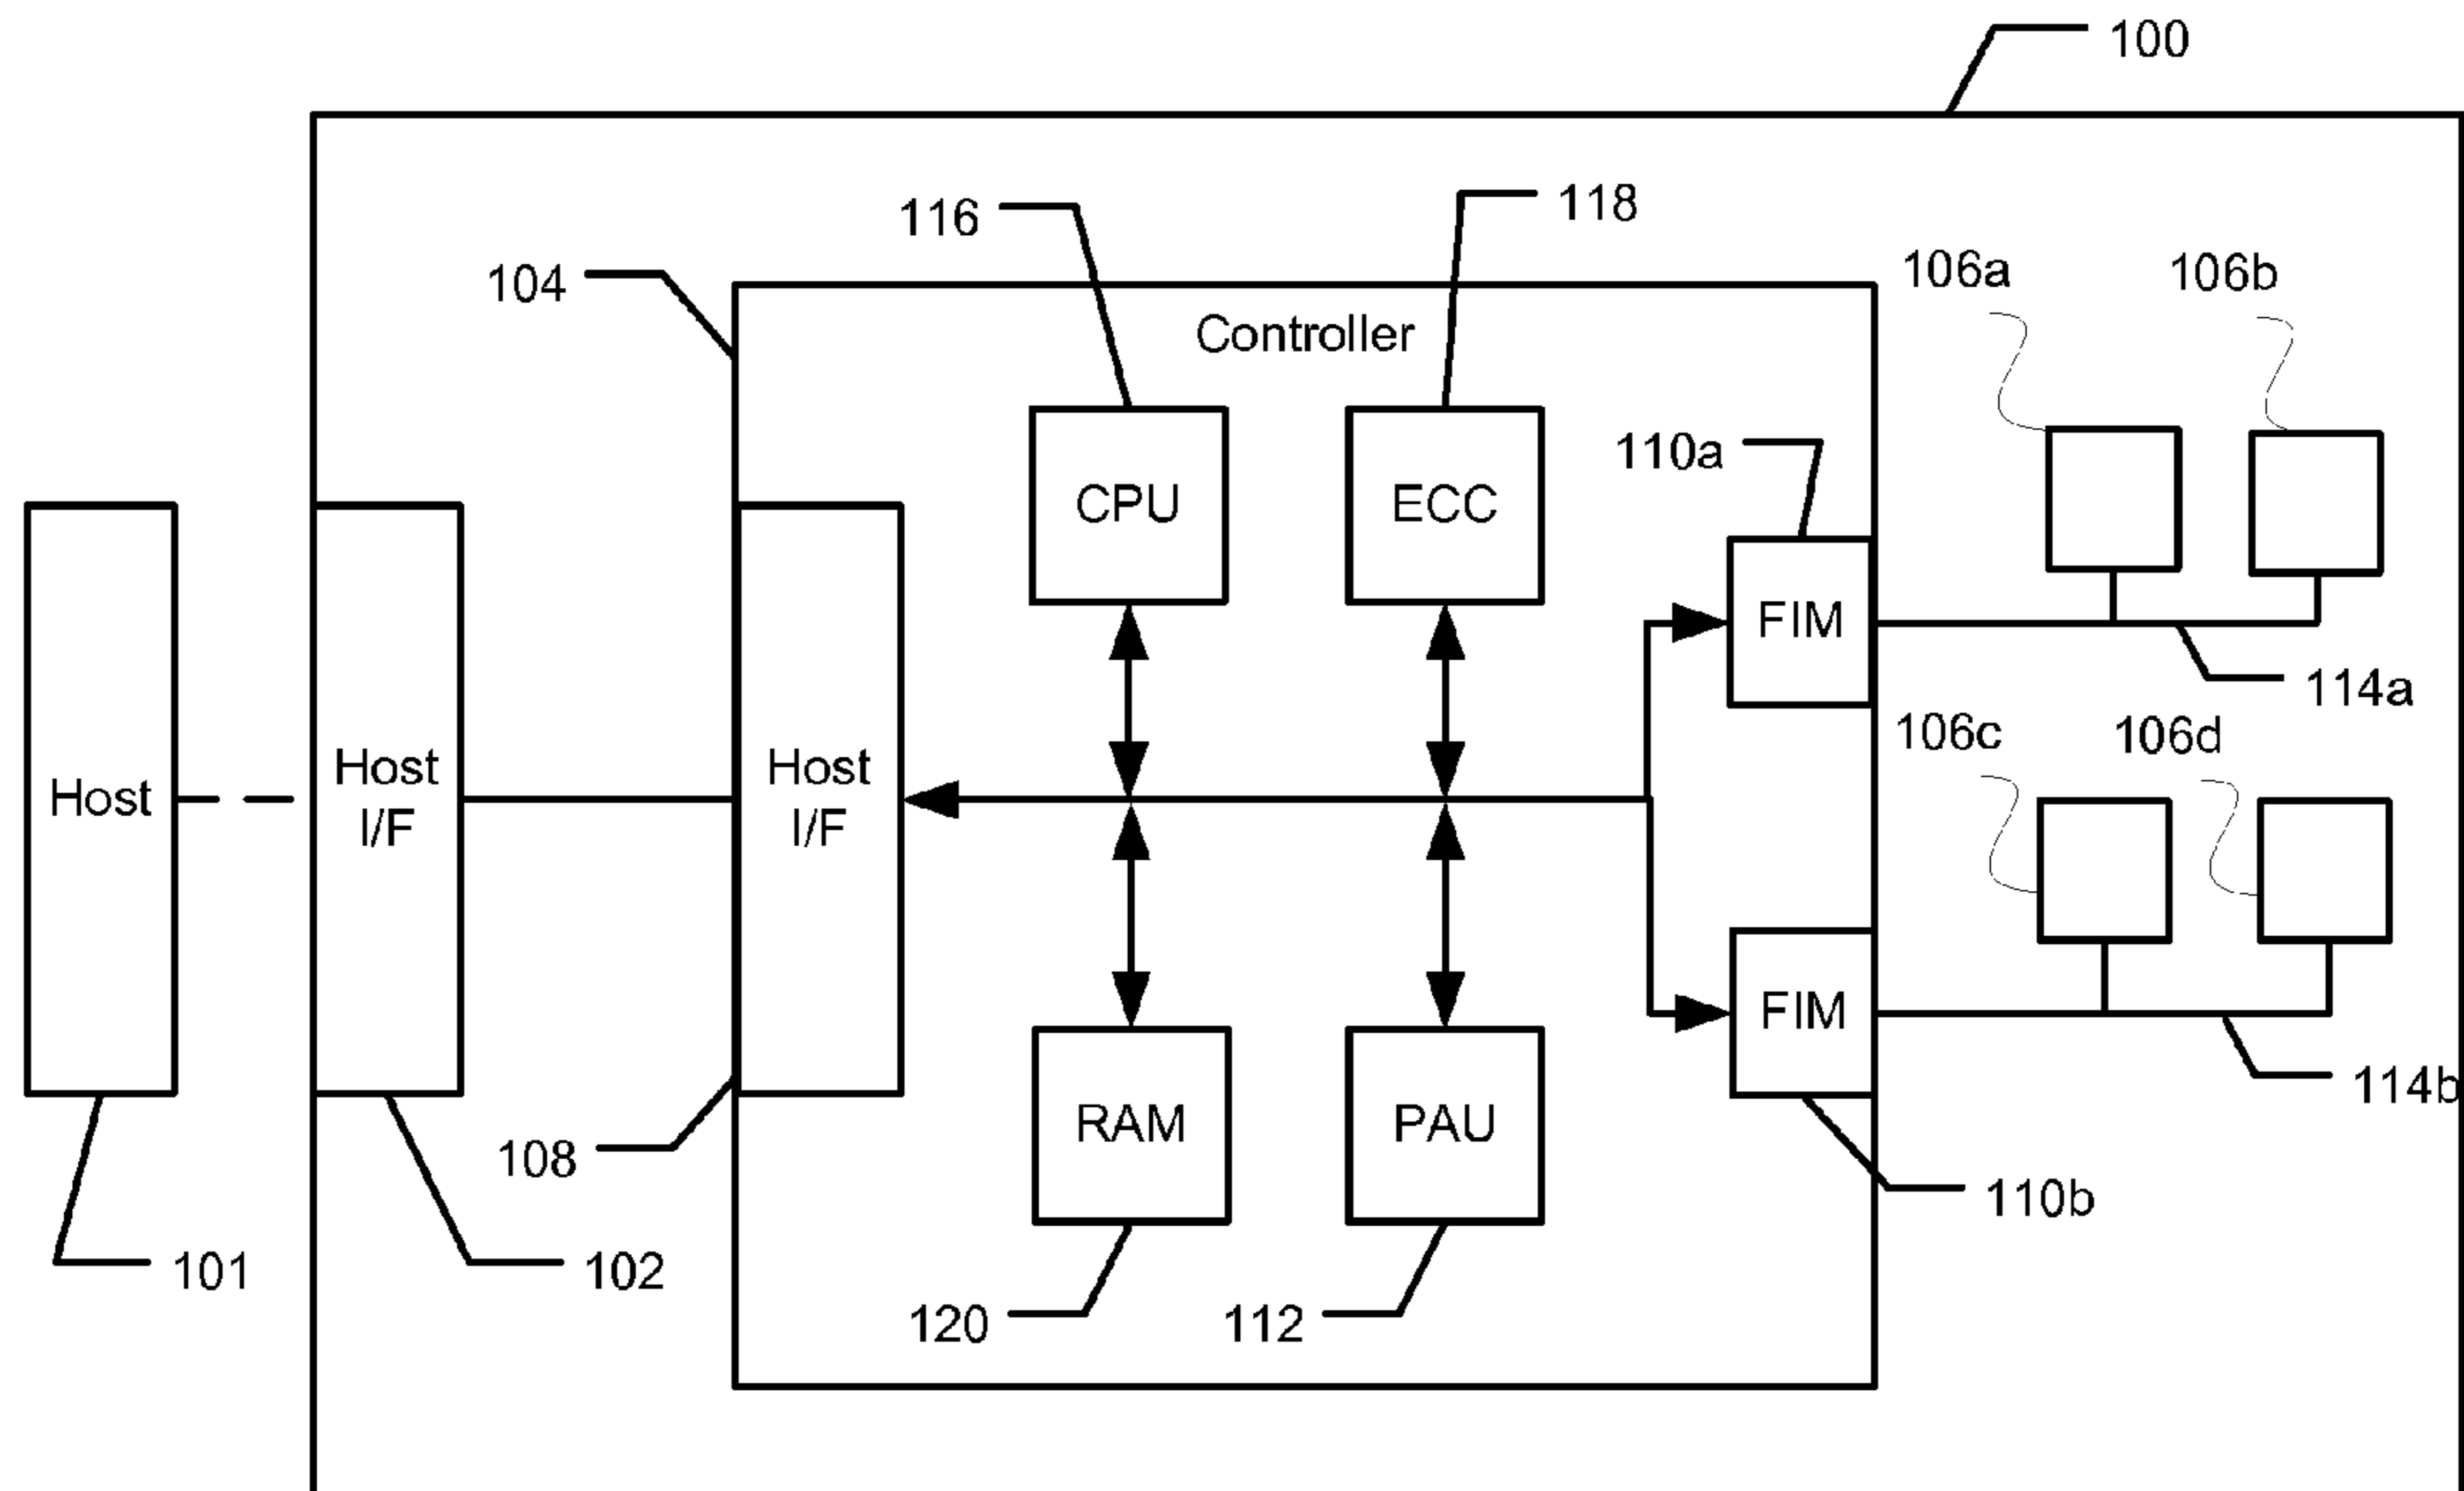 100
116
118
104
106a
106b
Controller
110a
CPU
ECC
FIM
114a
106c
106d
Host
Host
I/F
Host
I/F
FIM
114b
RAM
PAU
108
110b
101
102
120
112